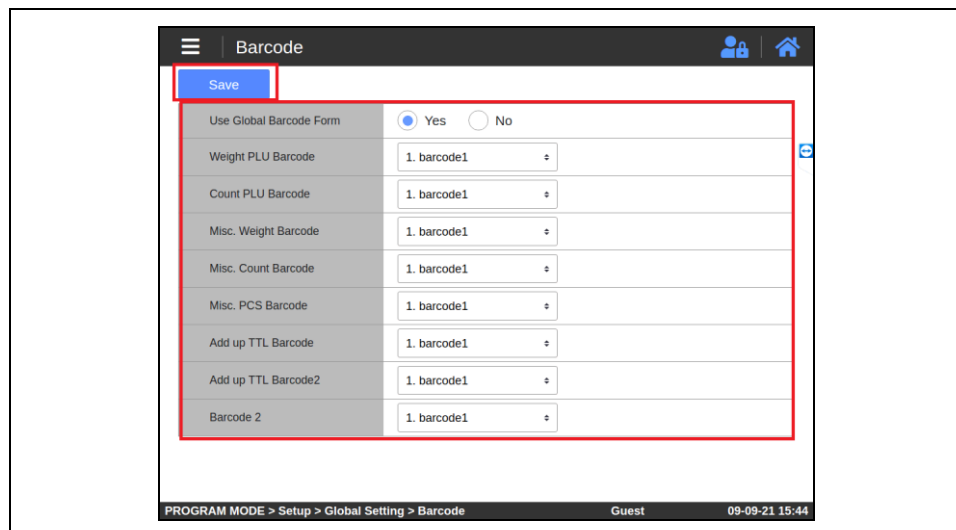 Barcode
Save
Use Global Barcode Form Yes No
Weight PLU Barcode 1. barcode1
Count PLU Barcode 1. barcode1
Misc. Weight Barcode 1. barcode1
Misc. Count Barcode 1. barcode1
Misc. PCS Barcode 1. barcode1
Add up TTL Barcode 1. barcode1
Add up TTL Barcode2 1. barcode1
Barcode 2 1. barcode1
PROGRAM MODE > Setup > Global Setting > Barcode Guest 09-09-21 15:44